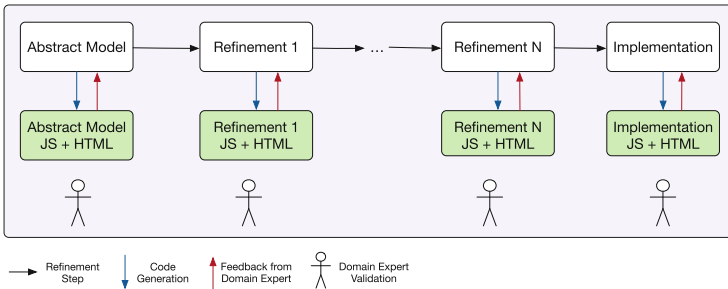 Abstract Model
Refinement 1
...
Refinement N
Implementation
Abstract Model
JS + HTML
Refinement 1
JS + HTML
Refinement N
JS + HTML
Implementation
JS + HTML
Refinement
Step
Code
Generation
Feedback from
Domain Expert
Domain Expert
Validation